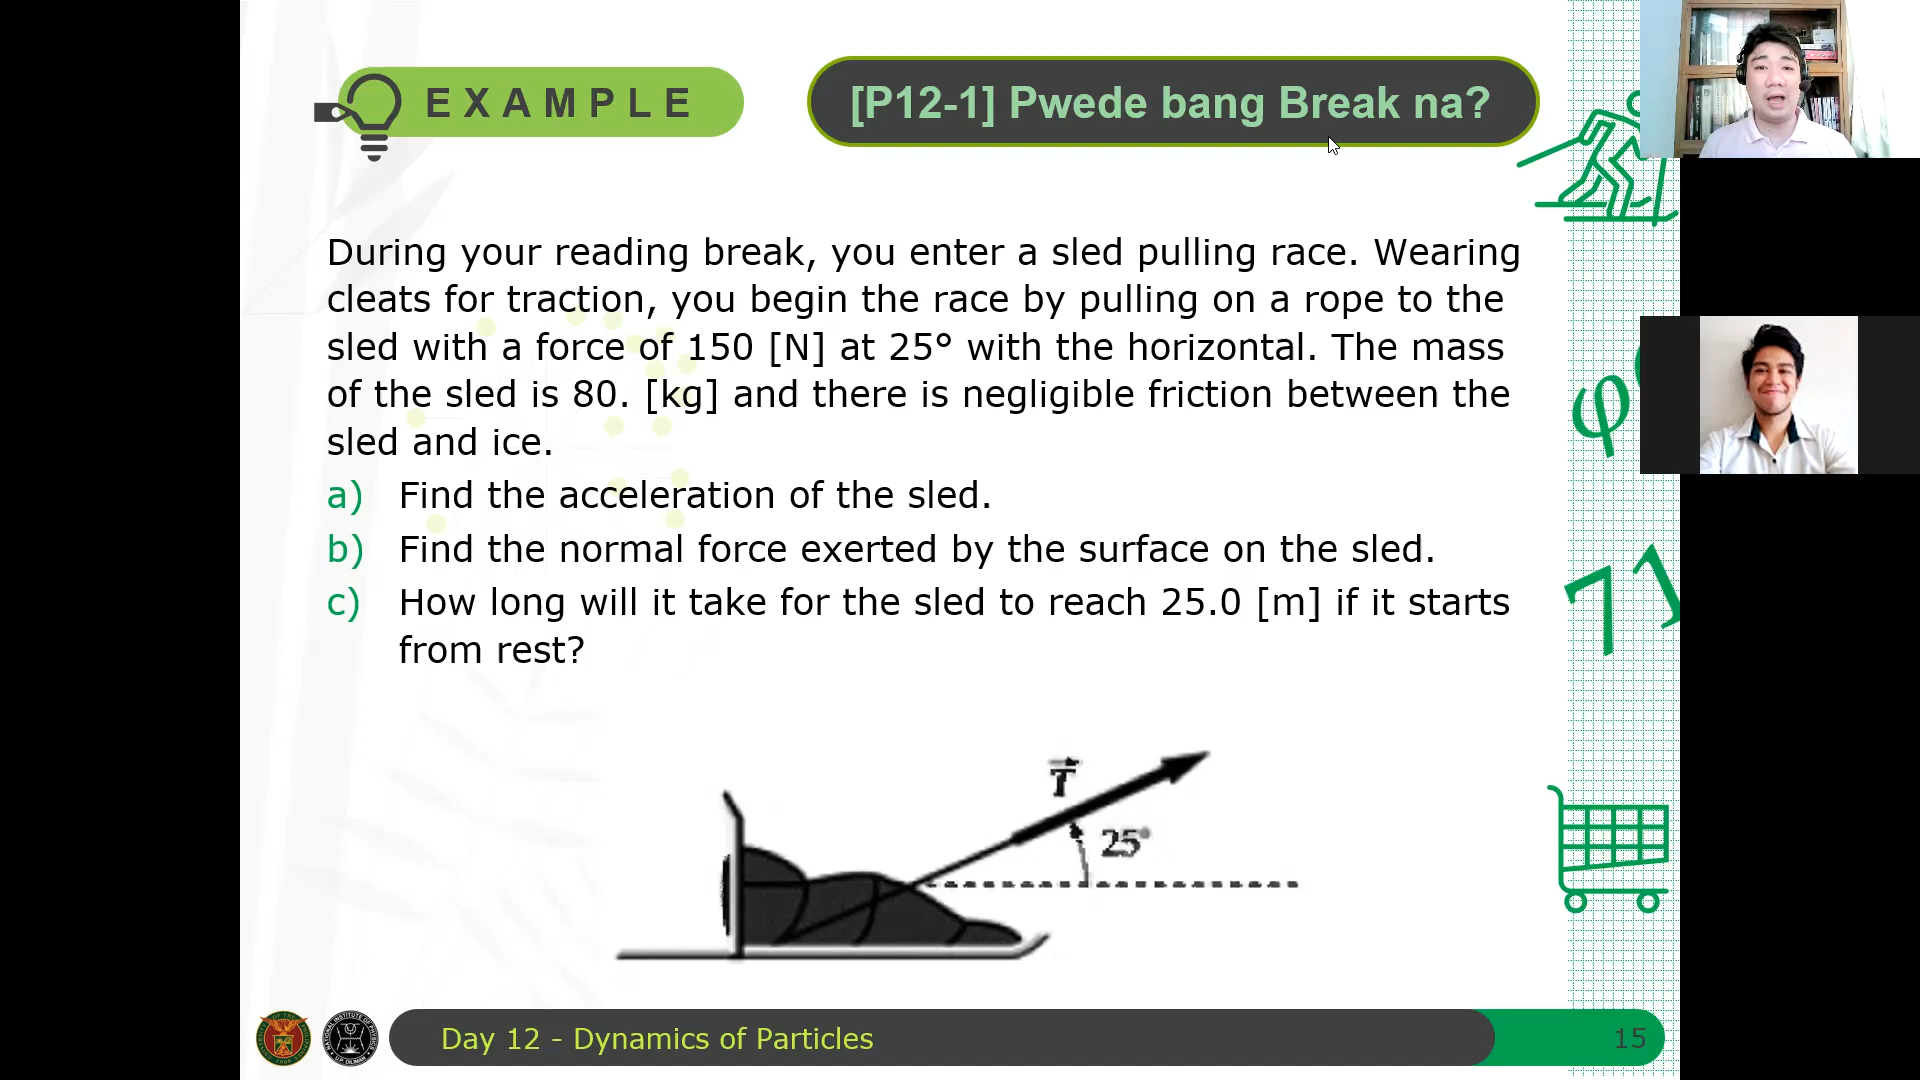 EXAMPLE
[P12-1] Pwede bang Break na?
During your reading break, you enter a sled pulling race. Wearing
cleats for traction, you begin the race by pulling on a rope to the
sled with a force of 150 [N] at 25° with the horizontal. The mass
of the sled is 80. [kg] and there is negligible friction between the
sled and ice.
a) Find the acceleration of the sled.
b) Find the normal force exerted by the surface on the sled.
c) How long will it take for the sled to reach 25.0 [m] if it starts
from rest?
T
25°
φ
71
Day 12 - Dynamics of Particles
15